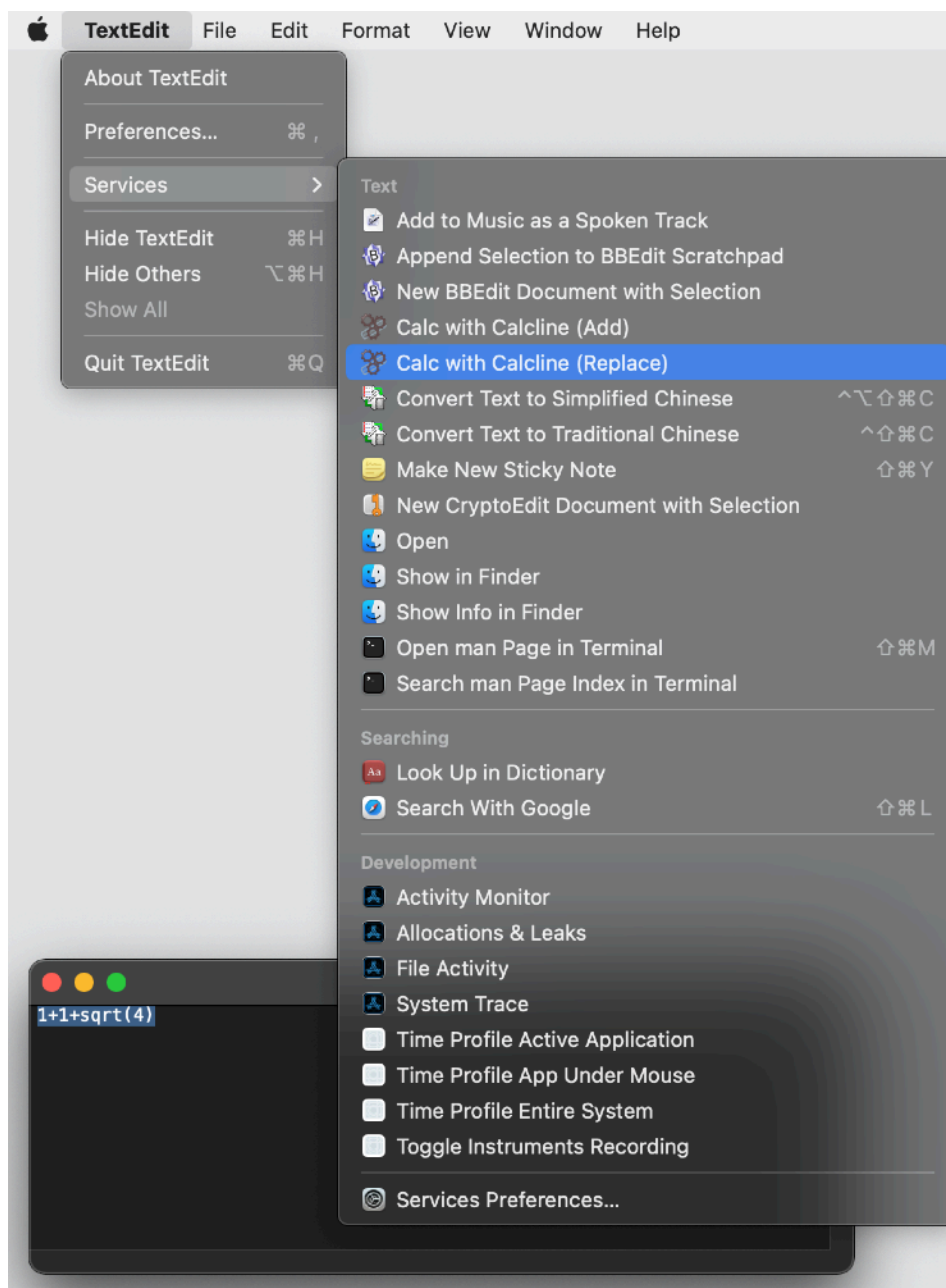 TextEdit File Edit Format View Window Help
About TextEdit
Preferences... ⌘ ,
Services
Hide TextEdit ⌘H
Hide Others ⌥⌘H
Show All
Quit TextEdit ⌘Q
Text
Add to Music as a Spoken Track
Append Selection to BBEdit Scratchpad
New BBEdit Document with Selection
Calc with Calcline (Add)
Calc with Calcline (Replace)
Convert Text to Simplified Chinese ^⌥⇧⌘C
Convert Text to Traditional Chinese ^⇧⌘C
Make New Sticky Note ⇧⌘Y
New CryptoEdit Document with Selection
Open
Show in Finder
Show Info in Finder
Open man Page in Terminal ⇧⌘M
Search man Page Index in Terminal
Searching
Look Up in Dictionary
Search With Google ⇧⌘L
Development
Activity Monitor
Allocations & Leaks
File Activity
System Trace
Time Profile Active Application
Time Profile App Under Mouse
Time Profile Entire System
Toggle Instruments Recording
Services Preferences...
1+1+sqrt(4)